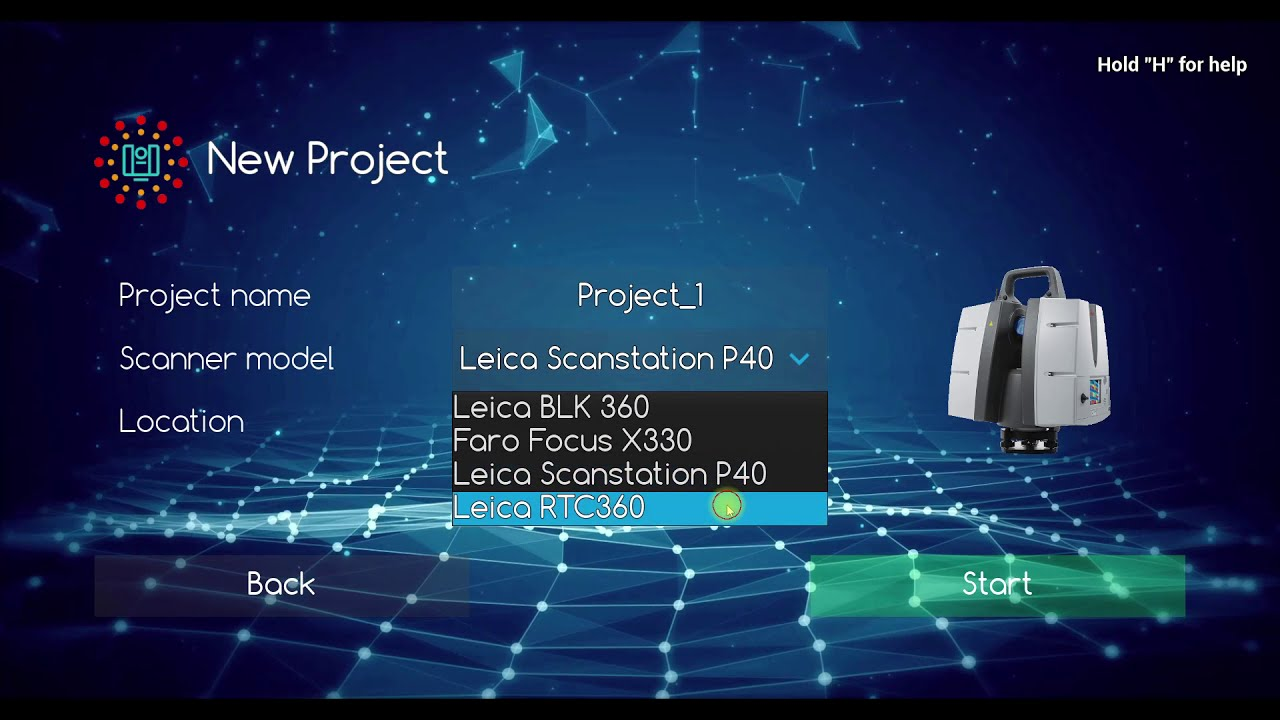 Hold "H" for help
New Project
Project name
Project_1
Scanner model
Leica Scanstation P40
Location
Leica BLK 360
Faro Focus X330
Leica Scanstation P40
Leica RTC360
Back
Start